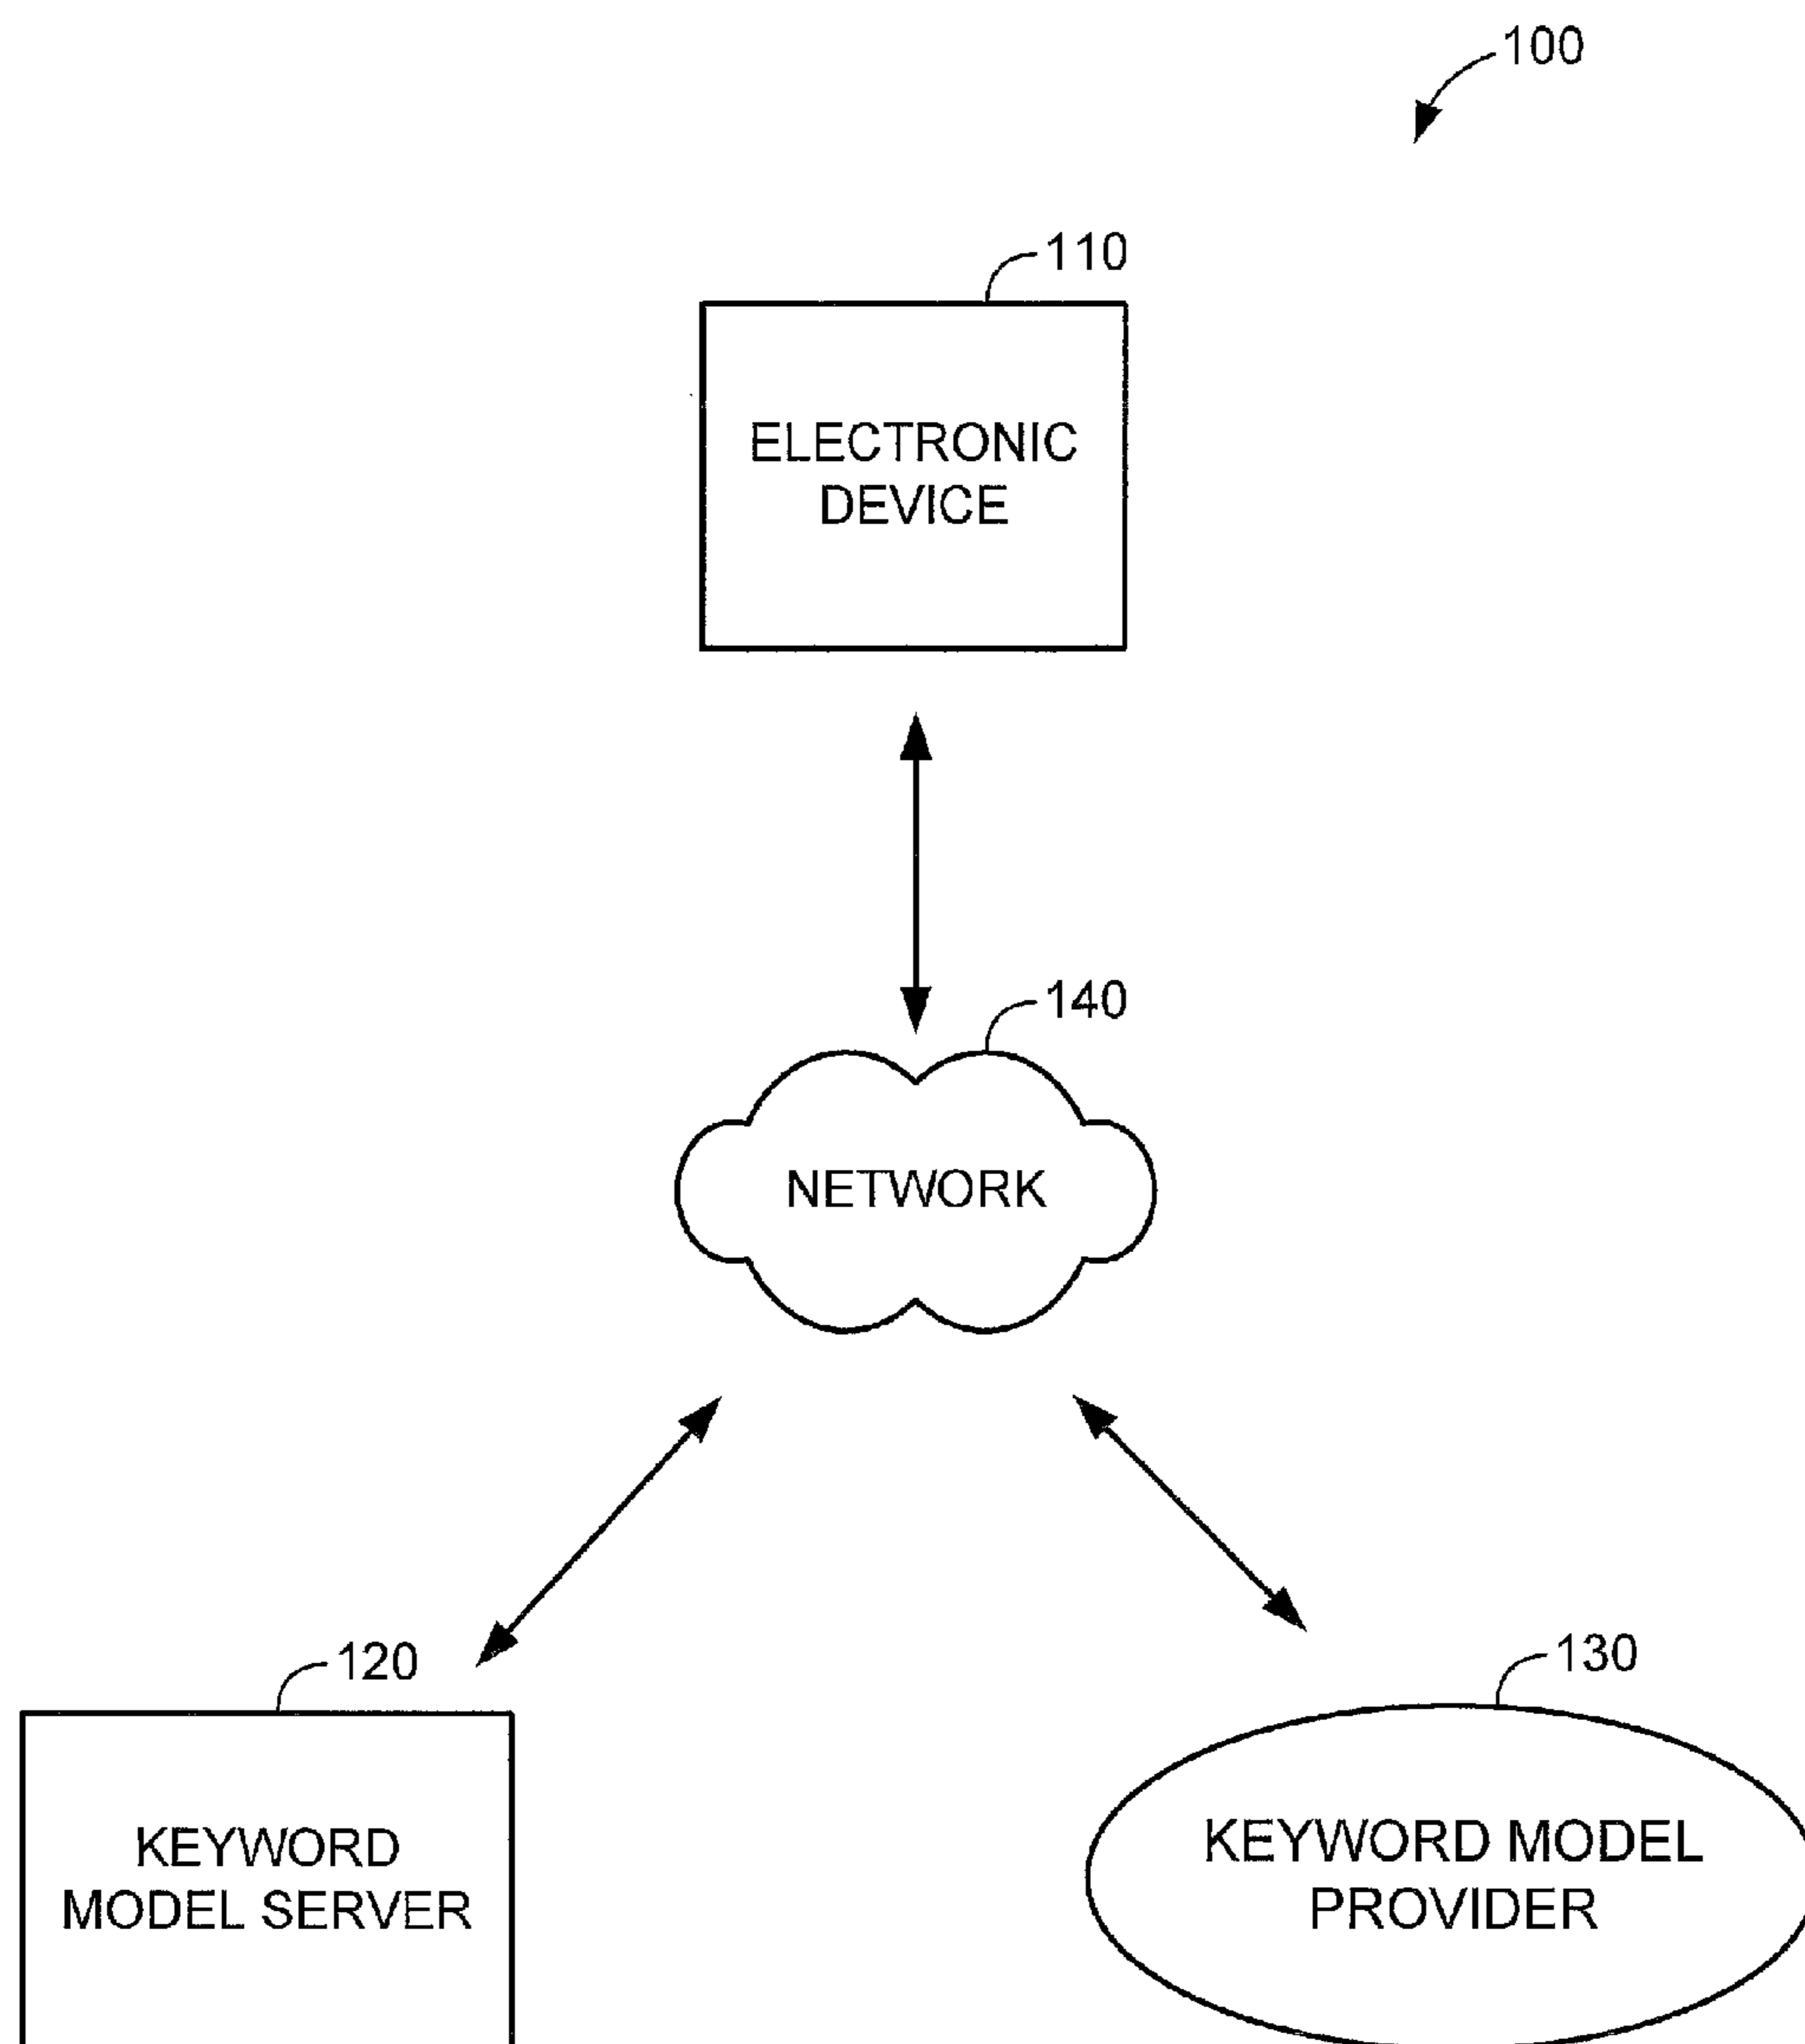 100
110
ELECTRONIC
DEVICE
140
NETWORK
120
KEYWORD
MODEL SERVER
130
KEYWORD MODEL
PROVIDER